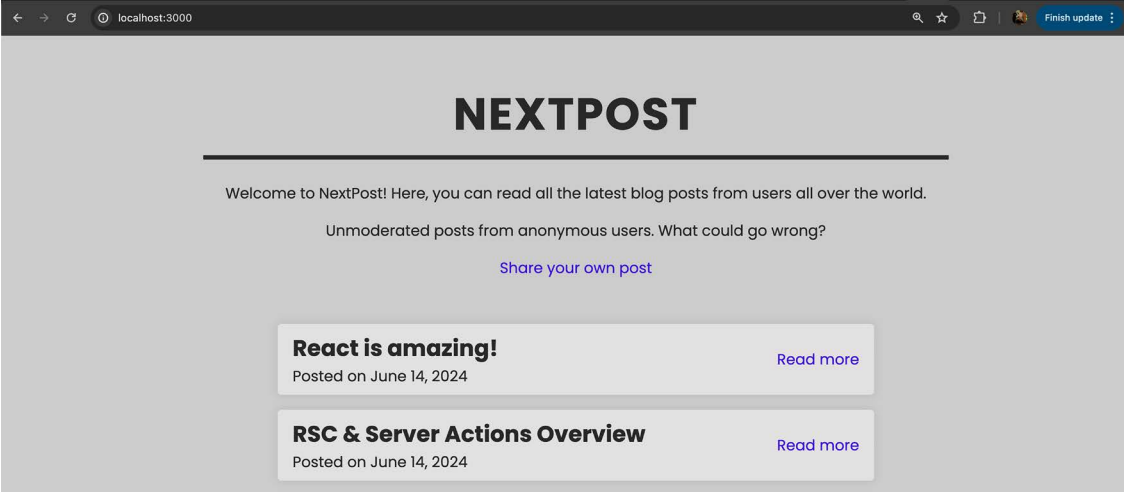 localhost:3000
Finish update
NEXTPOST
Welcome to NextPost! Here, you can read all the latest blog posts from users all over the world.
Unmoderated posts from anonymous users. What could go wrong?
Share your own post
React is amazing!
Posted on June 14, 2024
Read more
RSC & Server Actions Overview
Posted on June 14, 2024
Read more